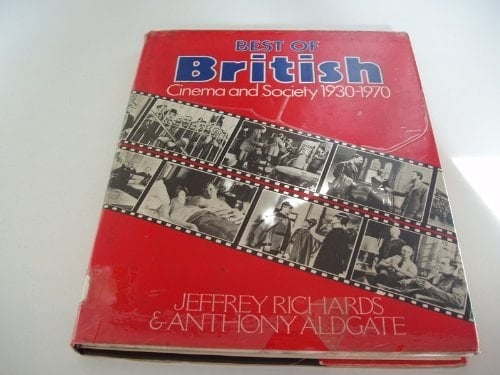 BEST OF
British
Cinema and Society 1930-1970
JEFFREY RICHARDS
& ANTHONY ALDGATE